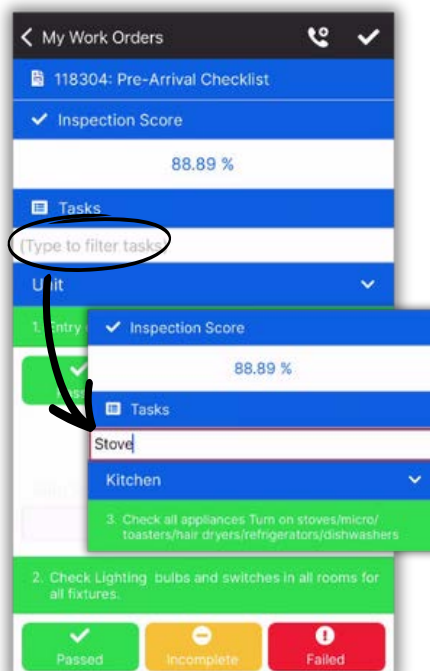 My Work Orders
118304: Pre-Arrival Checklist
Inspection Score
88.89 %
Tasks
(Type to filter tasks)
Unit
1. Entry
Inspection Score
88.89 %
Tasks
Stove
Kitchen
3. Check all appliances Turn on stoves/micro/
toasters/hair dryers/refrigerators/dishwashers
2. Check Lighting bulbs and switches in all rooms for
all fixtures.
Passed
Incomplete
Failed